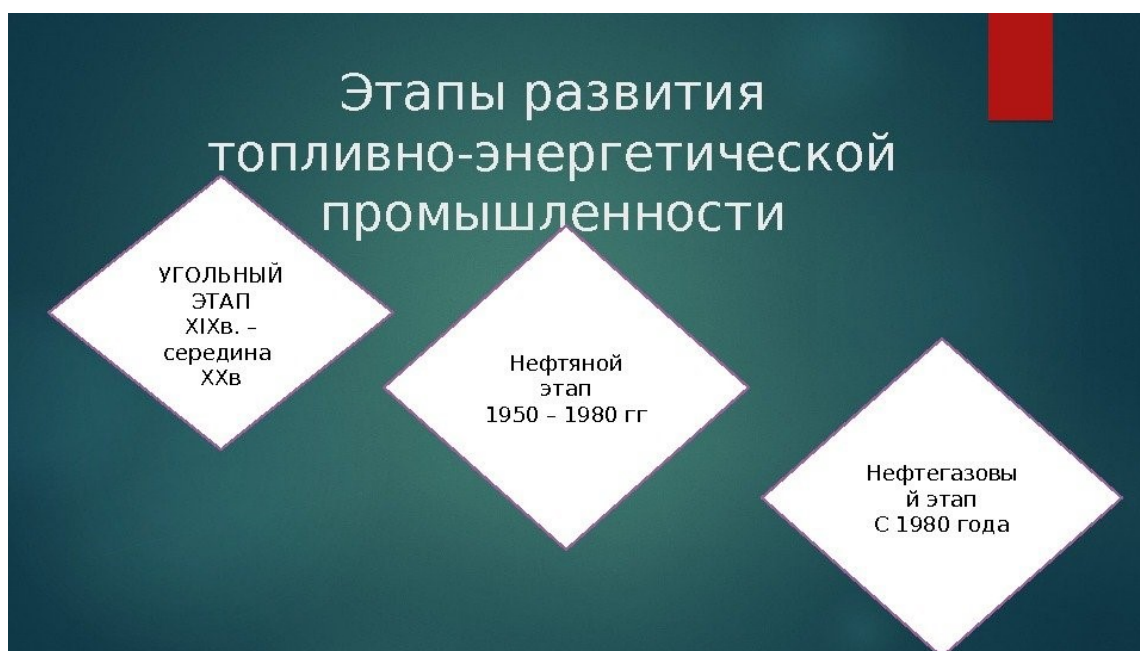 Этапы развития
топливно-энергетической
промышленности
УГОЛЬНЫЙ
ЭТАП
XIXв. –
середина
XXв
Нефтяной
этап
1950 – 1980 гг
Нефтегазовы
й этап
С 1980 года